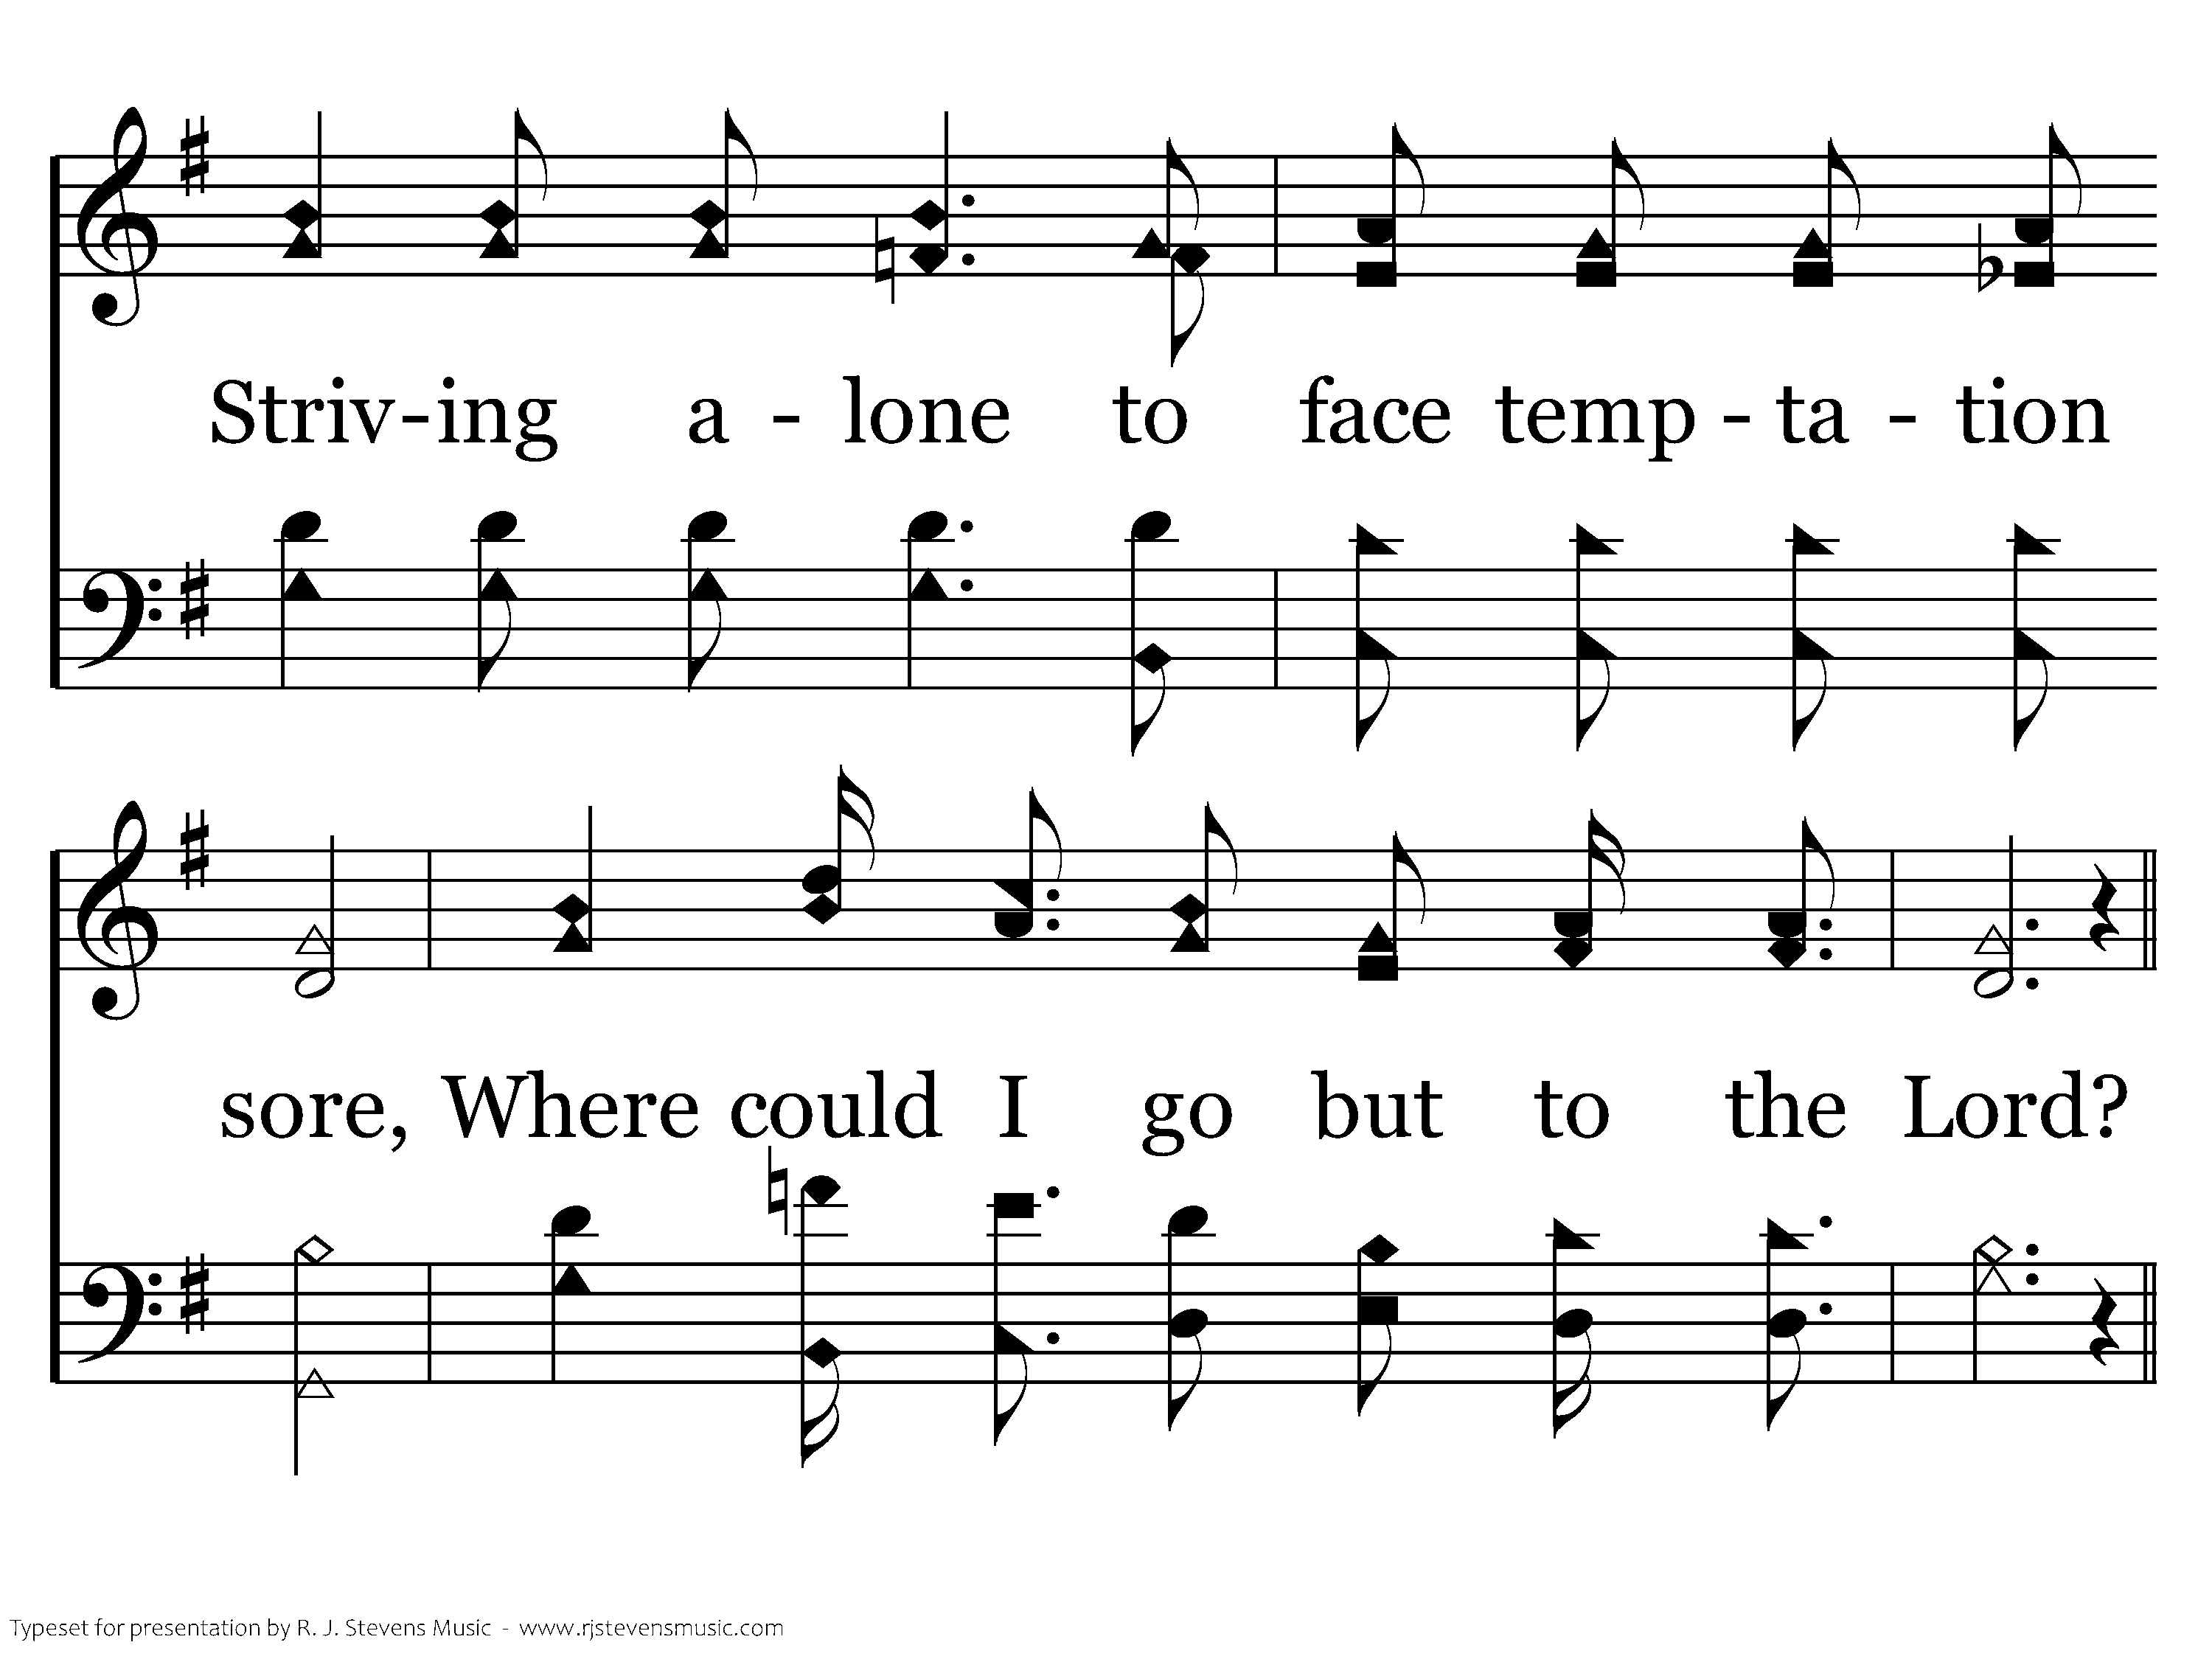 Striv-ing a - lone to face temp - ta - tion
sore, Where could I go but to the Lord?
Typeset for presentation by R. J. Stevens Music - www.rjstevensmusic.com